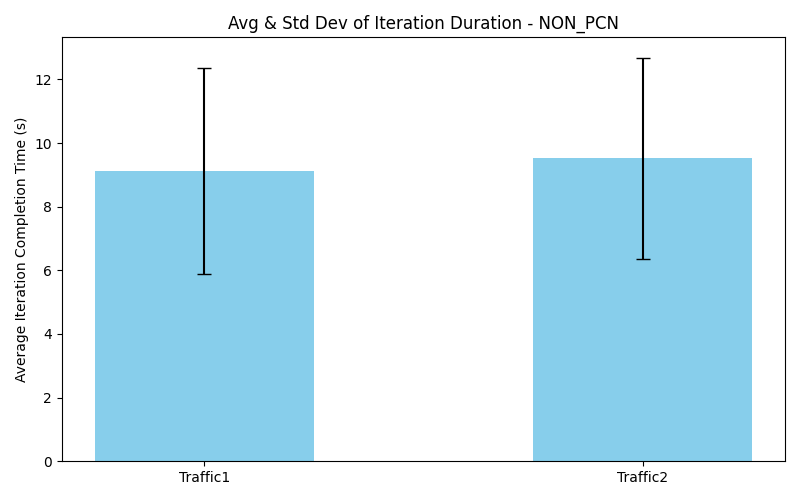 Avg & Std Dev of Iteration Duration - NON_PCN
Average Iteration Completion Time (s)
12
10
8
6
4
2
0
Traffic1
Traffic2